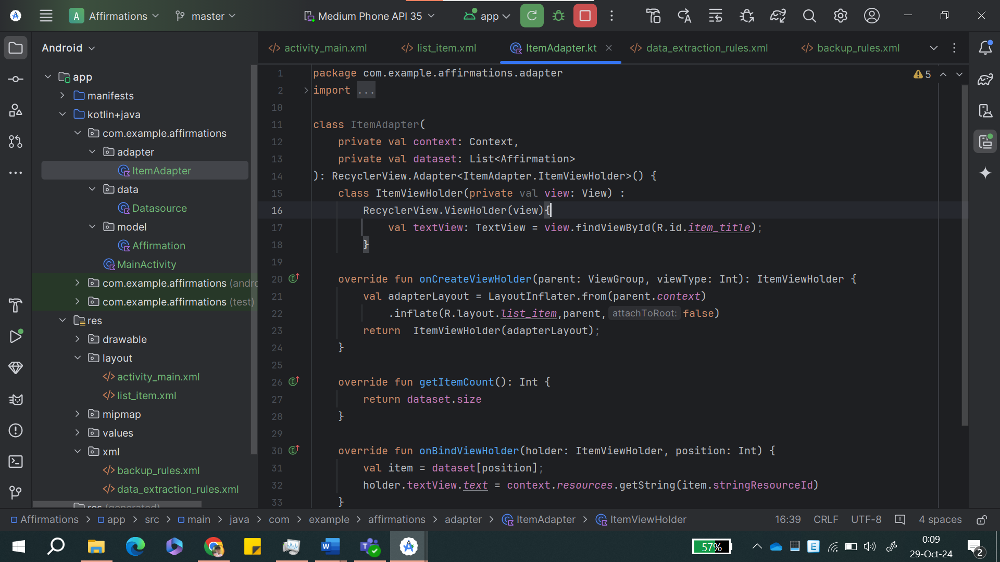 A Affirmations master Medium Phone API 35 app
Android
activity_main.xml list_item.xml ItemAdapter.kt data_extraction_rules.xml backup_rules.xml
app
manifests
kotlin+java
com.example.affirmations
adapter
ItemAdapter
data
Datasource
model
Affirmation
MainActivity
com.example.affirmations (andro
com.example.affirmations (test)
res
drawable
layout
activity_main.xml
list_item.xml
mipmap
values
xml
backup_rules.xml
data_extraction_rules.xml
res (generated)
5
1 package com.example.affirmations.adapter
2 import ...
10
11 class ItemAdapter(
12 private val context: Context,
13 private val dataset: List<Affirmation>
14 ): RecyclerView.Adapter<ItemAdapter.ItemViewHolder>() {
15 class ItemViewHolder(private val view: View) :
16 RecyclerView.ViewHolder(view){
17 val textView: TextView = view.findViewById(R.id.item_title);
18 }
19
20 override fun onCreateViewHolder(parent: ViewGroup, viewType: Int): ItemViewHolder {
21 val adapterLayout = LayoutInflater.from(parent.context)
22 .inflate(R.layout.list_item,parent, attachToRoot: false)
23 return  ItemViewHolder(adapterLayout);
24 }
25
26 override fun getItemCount(): Int {
27 return dataset.size
28 }
29
30 override fun onBindViewHolder(holder: ItemViewHolder, position: Int) {
31 val item = dataset[position];
32 holder.textView.text = context.resources.getString(item.stringResourceId)
33 }
Affirmations > app > src > main > java > com > example > affirmations > adapter > ItemAdapter > ItemViewHolder 16:39 CRLF UTF-8 4 spaces
57% 0:09
29-Oct-24 2